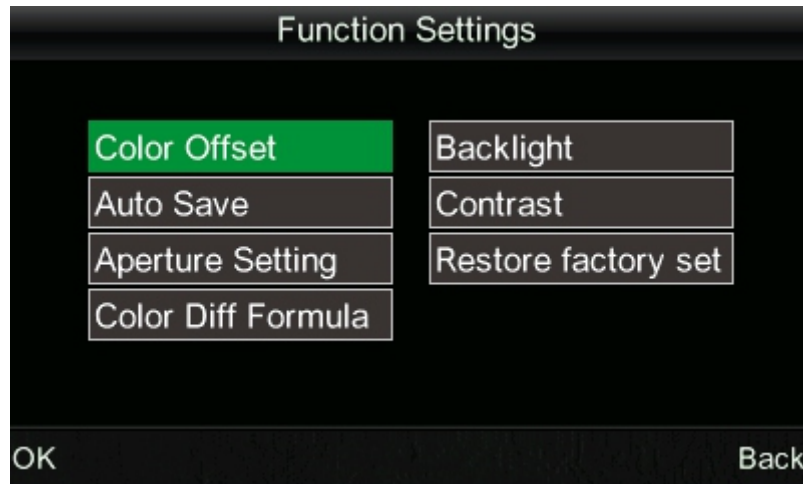 Function Settings
Color Offset
Auto Save
Aperture Setting
Color Diff Formula
Backlight
Contrast
Restore factory set
OK
Back